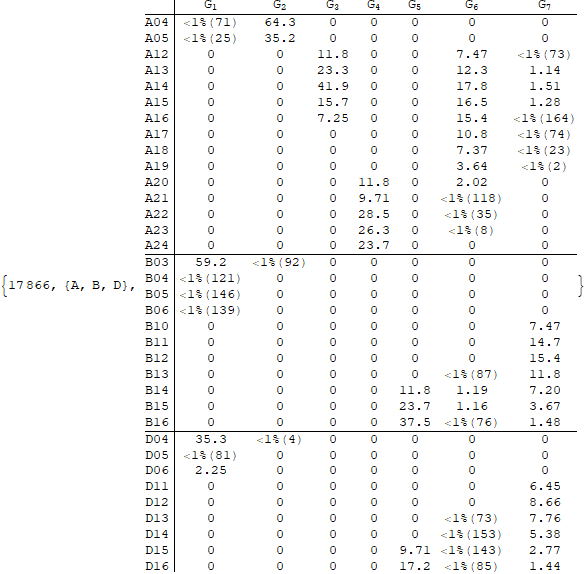 G₁ G₂ G₃ G₄ G₅ G₆ G₇
A04 <1%(71) 64.3 0 0 0 0 0
A05 <1%(25) 35.2 0 0 0 0 0
A12 0 0 11.8 0 0 7.47 <1%(73)
A13 0 0 23.3 0 0 12.3 1.14
A14 0 0 41.9 0 0 17.8 1.51
A15 0 0 15.7 0 0 16.5 1.28
A16 0 0 7.25 0 0 15.4 <1%(164)
A17 0 0 0 0 0 10.8 <1%(74)
A18 0 0 0 0 0 7.37 <1%(23)
A19 0 0 0 0 0 3.64 <1%(2)
A20 0 0 0 11.8 0 2.02 0
A21 0 0 0 9.71 0 <1%(118) 0
A22 0 0 0 28.5 0 <1%(35) 0
A23 0 0 0 26.3 0 <1%(8) 0
A24 0 0 0 23.7 0 0 0
B03 59.2 <1%(92) 0 0 0 0 0
{17866, {A, B, D}, B04 <1%(121) 0 0 0 0 0 0 }
B05 <1%(146) 0 0 0 0 0 0
B06 <1%(139) 0 0 0 0 0 0
B10 0 0 0 0 0 0 7.47
B11 0 0 0 0 0 0 14.7
B12 0 0 0 0 0 0 15.4
B13 0 0 0 0 0 <1%(87) 11.8
B14 0 0 0 0 11.8 1.19 7.20
B15 0 0 0 0 23.7 1.16 3.67
B16 0 0 0 0 37.5 <1%(76) 1.48
D04 35.3 <1%(4) 0 0 0 0 0
D05 <1%(81) 0 0 0 0 0 0
D06 2.25 0 0 0 0 0 0
D11 0 0 0 0 0 0 6.45
D12 0 0 0 0 0 0 8.66
D13 0 0 0 0 0 <1%(73) 7.76
D14 0 0 0 0 0 <1%(153) 5.38
D15 0 0 0 0 9.71 <1%(143) 2.77
D16 0 0 0 0 17.2 <1%(85) 1.44